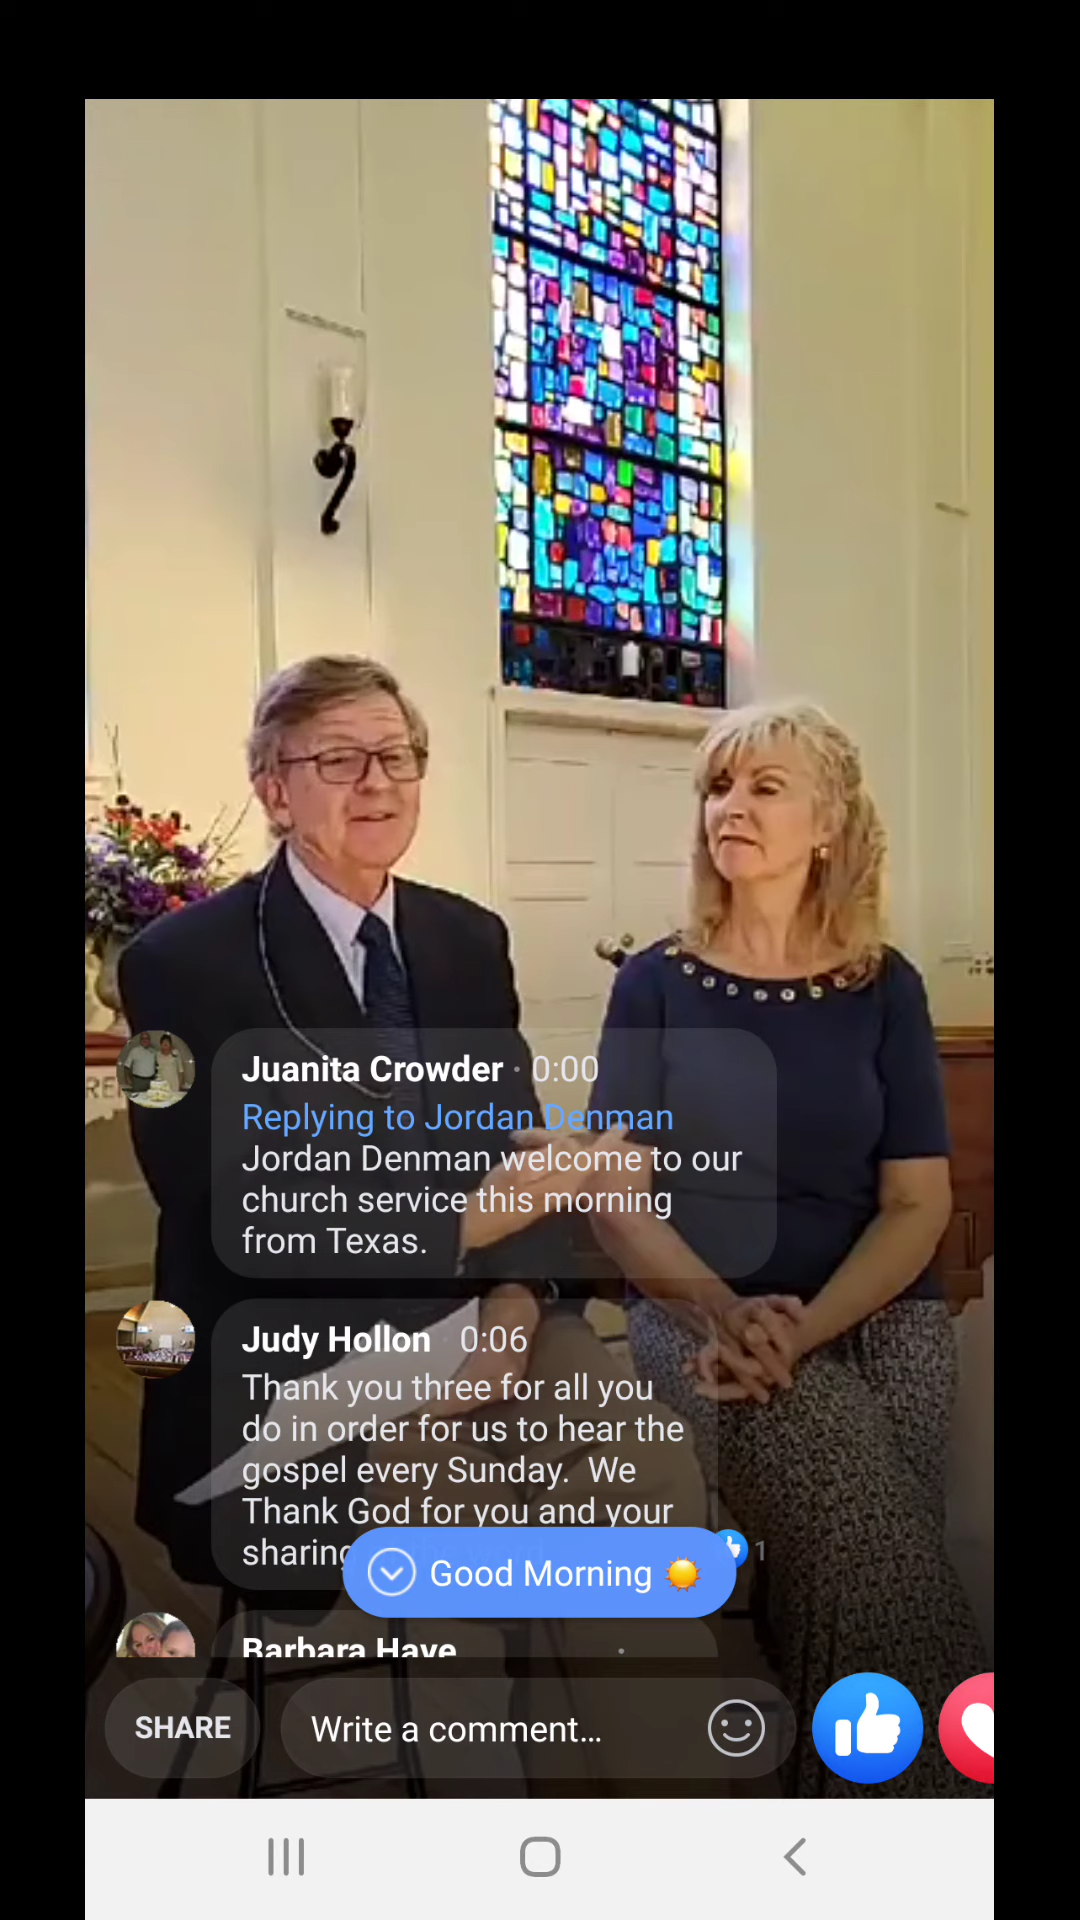 Juanita Crowder · 0:00
Replying to Jordan Denman
Jordan Denman welcome to our
church service this morning
from Texas.
Judy Hollon · 0:06
Thank you three for all you
do in order for us to hear the
gospel every Sunday. We
Thank God for you and your
sharing
1
Good Morning
Barbara Haye
SHARE
Write a comment...